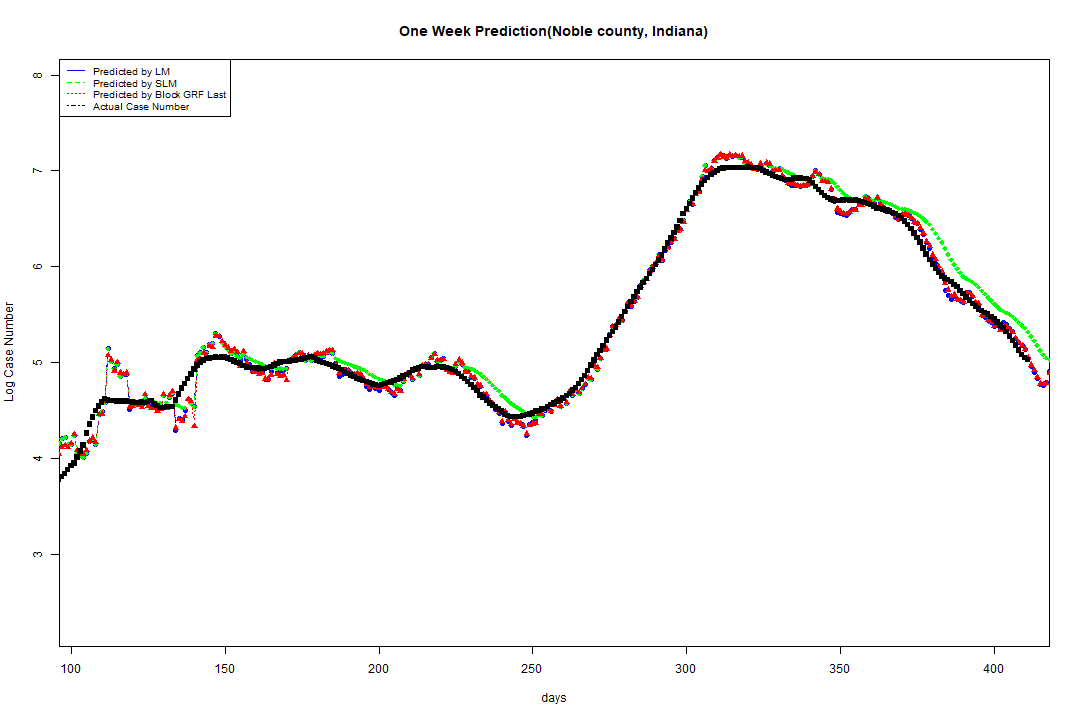 One Week Prediction(Noble county, Indiana)
Predicted by LM
Predicted by SLM
Predicted by Block GRF Last
Actual Case Number
8
7
6
5
4
3
Log Case Number
100 150 200 250 300 350 400
days